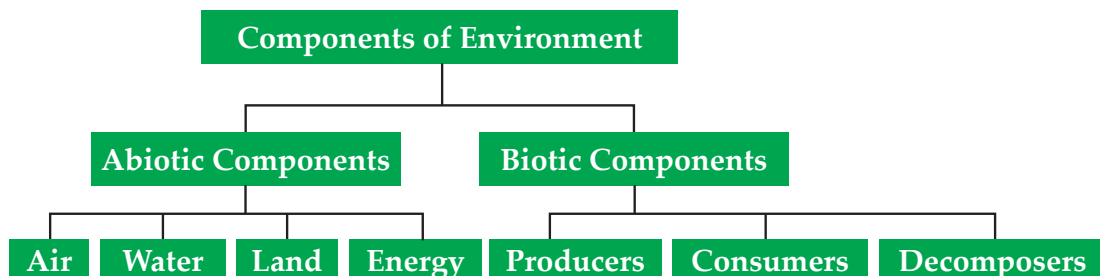 Components of Environment
Abiotic Components
Biotic Components
Air
Water
Land
Energy
Producers
Consumers
Decomposers